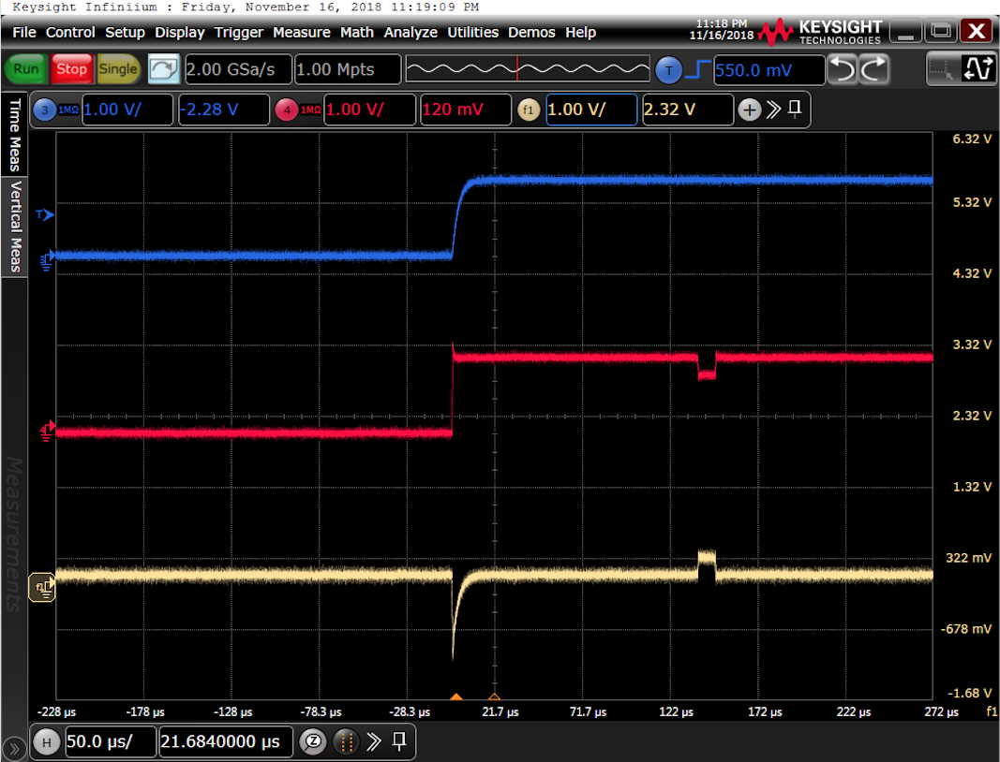 Keysight Infiniium : Friday, November 16, 2018 11:19:09 PM
File Control Setup Display Trigger Measure Math Analyze Utilities Demos Help
11:18 PM
11/16/2018
KEYSIGHT
TECHNOLOGIES
Run Stop Single 2.00 GSa/s 1.00 Mpts T 550.0 mV
3 1MΩ 1.00 V/ -2.28 V 4 1MΩ 1.00 V/ 120 mV f1 1.00 V/ 2.32 V
Time Meas
Vertical Meas
Measurements
6.32 V
5.32 V
4.32 V
3.32 V
2.32 V
1.32 V
322 mV
-678 mV
-1.68 V
T
3
4
f1
-228 µs -178 µs -128 µs -78.3 µs -28.3 µs 21.7 µs 71.7 µs 122 µs 172 µs 222 µs 272 µs f1
H 50.0 µs/ 21.6840000 µs Z